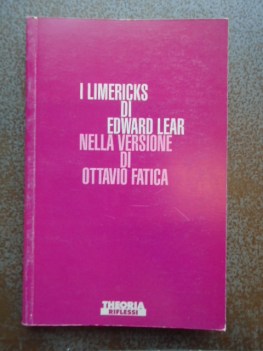 I LIMERICKS
DI
EDWARD LEAR
NELLA VERSIONE
DI
OTTAVIO FATICA
THEORIA
RIFLESSI